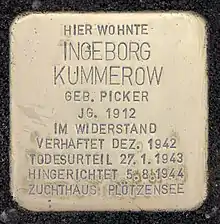 HIER WOHNTE
INGEBORG
KUMMEROW
GEB. PICKER
JG. 1912
IM WIDERSTAND
VERHAFTET DEZ. 1942
TODESURTEIL 27.1.1943
HINGERICHTET 5.8.1944
ZUCHTHAUS PLÖTZENSEE